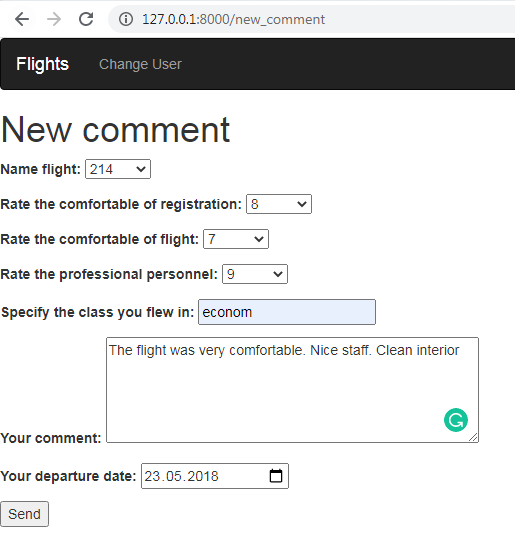 127.0.0.1:8000/new_comment
Flights Change User
New comment
Name flight: 214
Rate the comfortable of registration: 8
Rate the comfortable of flight: 7
Rate the professional personnel: 9
Specify the class you flew in: econom
The flight was very comfortable. Nice staff. Clean interior
Your comment:
Your departure date: 23.05.2018
Send